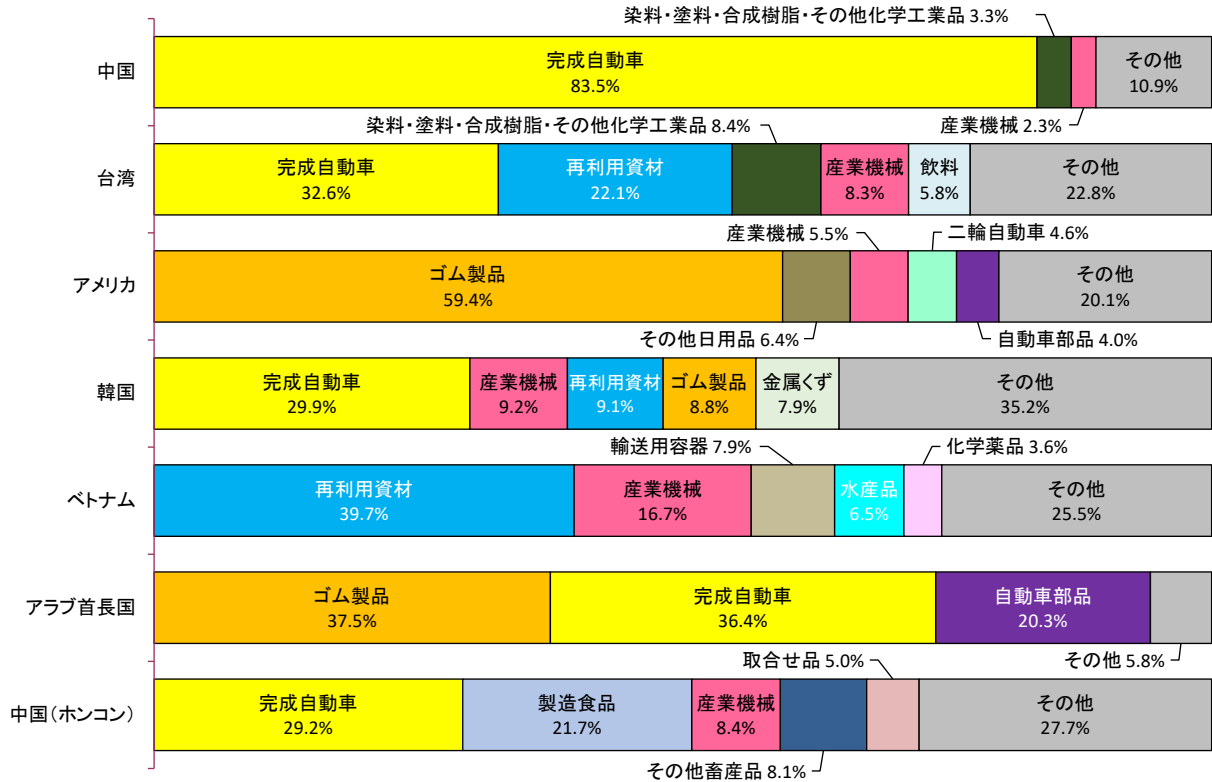 染料・塗料・合成樹脂・その他化学工業品 3.3%
中国
完成自動車
83.5%
その他
10.9%
産業機械 2.3%
染料・塗料・合成樹脂・その他化学工業品 8.4%
台湾
完成自動車
32.6%
再利用資材
22.1%
産業機械
8.3%
飲料
5.8%
その他
22.8%
産業機械 5.5%
二輪自動車 4.6%
アメリカ
ゴム製品
59.4%
その他
20.1%
その他日用品 6.4%
自動車部品 4.0%
韓国
完成自動車
29.9%
産業機械
9.2%
再利用資材
9.1%
ゴム製品
8.8%
金属くず
7.9%
その他
35.2%
輸送用容器 7.9%
化学薬品 3.6%
ベトナム
再利用資材
39.7%
産業機械
16.7%
水産品
6.5%
その他
25.5%
アラブ首長国
ゴム製品
37.5%
完成自動車
36.4%
自動車部品
20.3%
その他 5.8%
取合せ品 5.0%
中国(ホンコン)
完成自動車
29.2%
製造食品
21.7%
産業機械
8.4%
その他
27.7%
その他畜産品 8.1%